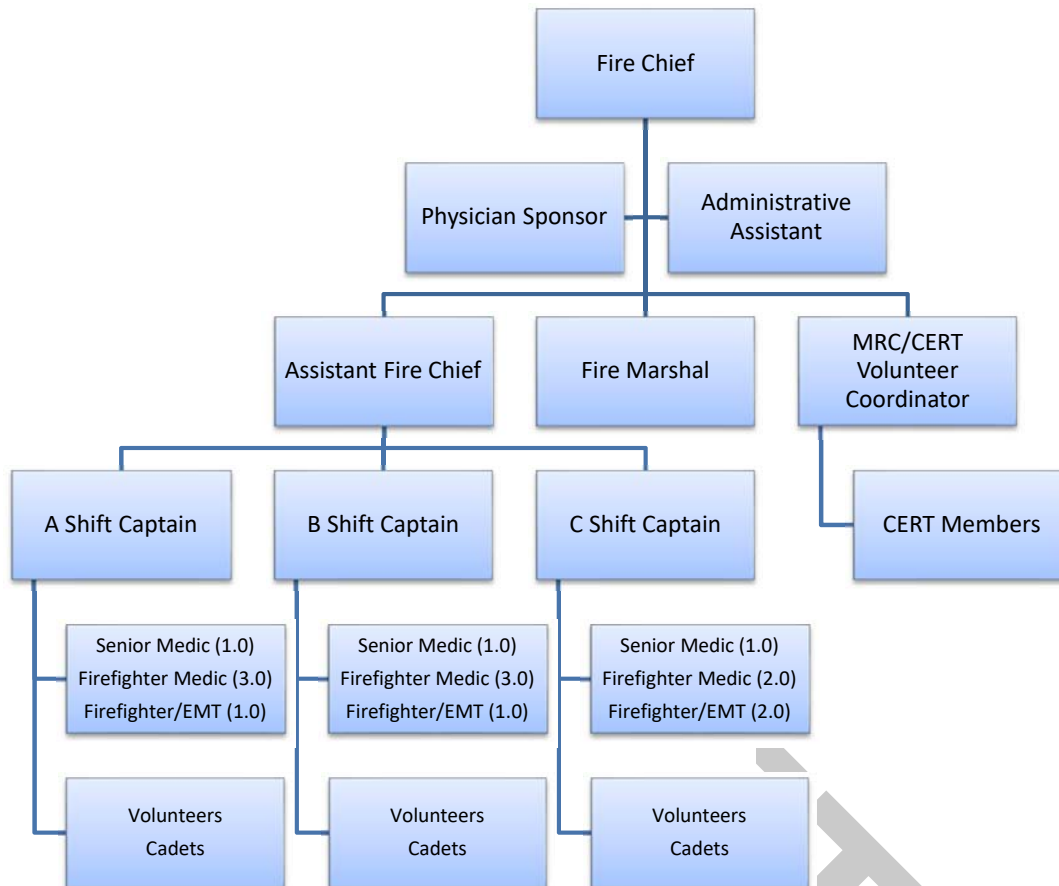 Fire Chief
Physician Sponsor
Administrative
Assistant
Assistant Fire Chief
Fire Marshal
MRC/CERT
Volunteer
Coordinator
A Shift Captain
B Shift Captain
C Shift Captain
CERT Members
Senior Medic (1.0)
Firefighter Medic (3.0)
Firefighter/EMT (1.0)
Senior Medic (1.0)
Firefighter Medic (3.0)
Firefighter/EMT (1.0)
Senior Medic (1.0)
Firefighter Medic (2.0)
Firefighter/EMT (2.0)
Volunteers
Cadets
Volunteers
Cadets
Volunteers
Cadets